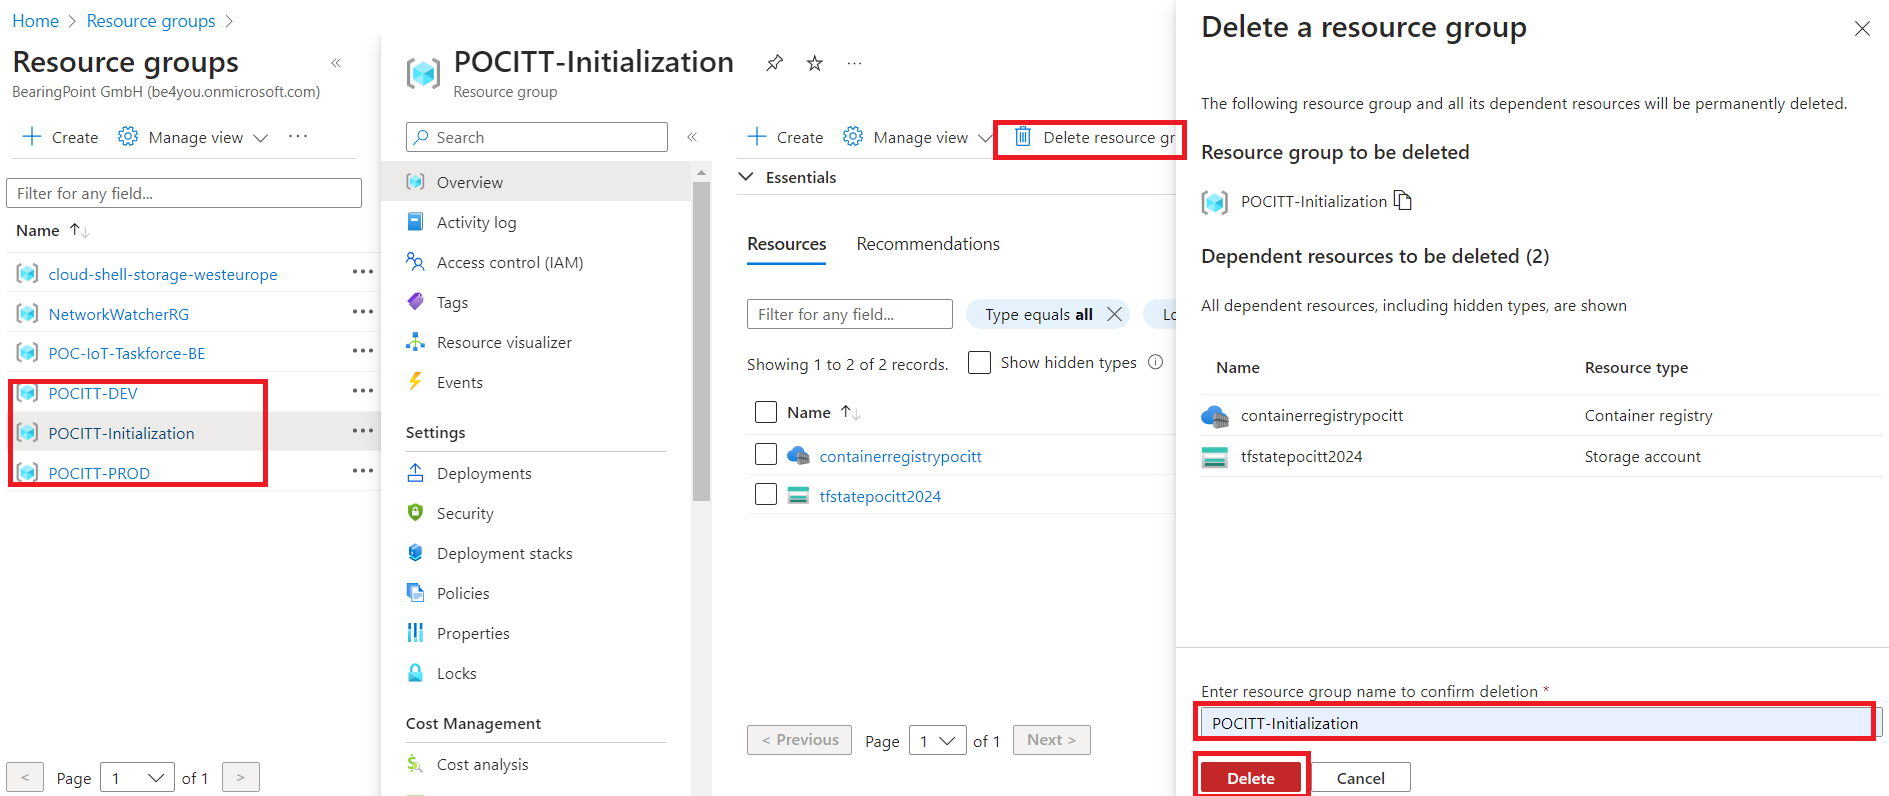 Home > Resource groups >
Resource groups «
BearingPoint GmbH (be4you.onmicrosoft.com)
+ Create Manage view ...
Filter for any field...
Name ↑↓
cloud-shell-storage-westeurope ...
NetworkWatcherRG ...
POC-IoT-Taskforce-BE ...
POCITT-DEV ...
POCITT-Initialization ...
POCITT-PROD ...
< Page 1 of 1 >
POCITT-Initialization ...
Resource group
Search «
Overview
Activity log
Access control (IAM)
Tags
Resource visualizer
Events
Settings
Deployments
Security
Deployment stacks
Policies
Properties
Locks
Cost Management
Cost analysis
+ Create Manage view Delete resource gr
Essentials
Resources Recommendations
Filter for any field... Type equals all Lo
Showing 1 to 2 of 2 records. Show hidden types
Name ↑↓
containerregistrypocitt
tfstatepocitt2024
< Previous Page 1 of 1 Next >
Delete a resource group
The following resource group and all its dependent resources will be permanently deleted.
Resource group to be deleted
POCITT-Initialization
Dependent resources to be deleted (2)
All dependent resources, including hidden types, are shown
Name Resource type
containerregistrypocitt Container registry
tfstatepocitt2024 Storage account
Enter resource group name to confirm deletion *
POCITT-Initialization
Delete Cancel